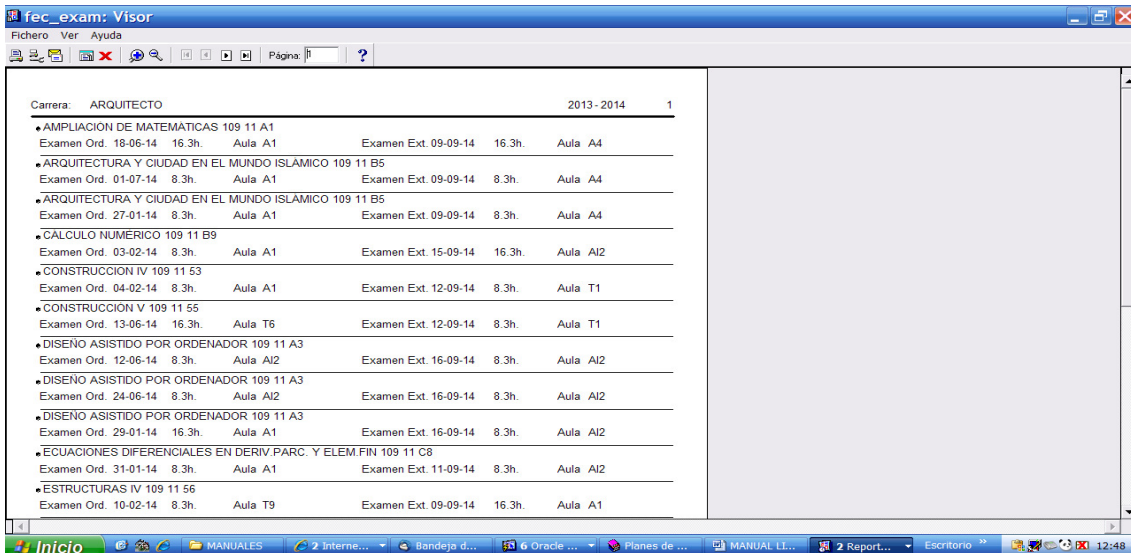 fec_exam: Visor
Fichero Ver Ayuda
Página: 1
Carrera: ARQUITECTO 2013-2014 1
AMPLIACIÓN DE MATEMÁTICAS 109 11 A1
Examen Ord. 18-06-14 16.3h. Aula A1 Examen Ext. 09-09-14 16.3h. Aula A4
ARQUITECTURA Y CIUDAD EN EL MUNDO ISLÁMICO 109 11 B5
Examen Ord. 01-07-14 8.3h. Aula A1 Examen Ext. 09-09-14 8.3h. Aula A4
ARQUITECTURA Y CIUDAD EN EL MUNDO ISLÁMICO 109 11 B5
Examen Ord. 27-01-14 8.3h. Aula A1 Examen Ext. 09-09-14 8.3h. Aula A4
CÁLCULO NUMÉRICO 109 11 B9
Examen Ord. 03-02-14 8.3h. Aula A1 Examen Ext. 15-09-14 16.3h. Aula AI2
CONSTRUCCION IV 109 11 53
Examen Ord. 04-02-14 8.3h. Aula A1 Examen Ext. 12-09-14 8.3h. Aula T1
CONSTRUCCIÓN V 109 11 55
Examen Ord. 13-06-14 16.3h. Aula T6 Examen Ext. 12-09-14 8.3h. Aula T1
DISEÑO ASISTIDO POR ORDENADOR 109 11 A3
Examen Ord. 12-06-14 8.3h. Aula AI2 Examen Ext. 16-09-14 8.3h. Aula AI2
DISEÑO ASISTIDO POR ORDENADOR 109 11 A3
Examen Ord. 24-06-14 8.3h. Aula AI2 Examen Ext. 16-09-14 8.3h. Aula AI2
DISEÑO ASISTIDO POR ORDENADOR 109 11 A3
Examen Ord. 29-01-14 16.3h. Aula A1 Examen Ext. 16-09-14 8.3h. Aula AI2
ECUACIONES DIFERENCIALES EN DERIV.PARC. Y ELEM.FIN 109 11 C8
Examen Ord. 31-01-14 8.3h. Aula A1 Examen Ext. 11-09-14 8.3h. Aula AI2
ESTRUCTURAS IV 109 11 56
Examen Ord. 10-02-14 8.3h. Aula T9 Examen Ext. 09-09-14 16.3h. Aula A1
Inicio MANUALES 2 Interne... Bandeja d... 6 Oracle ... Planes de ... MANUAL LI... 2 Report... Escritorio » 12:48